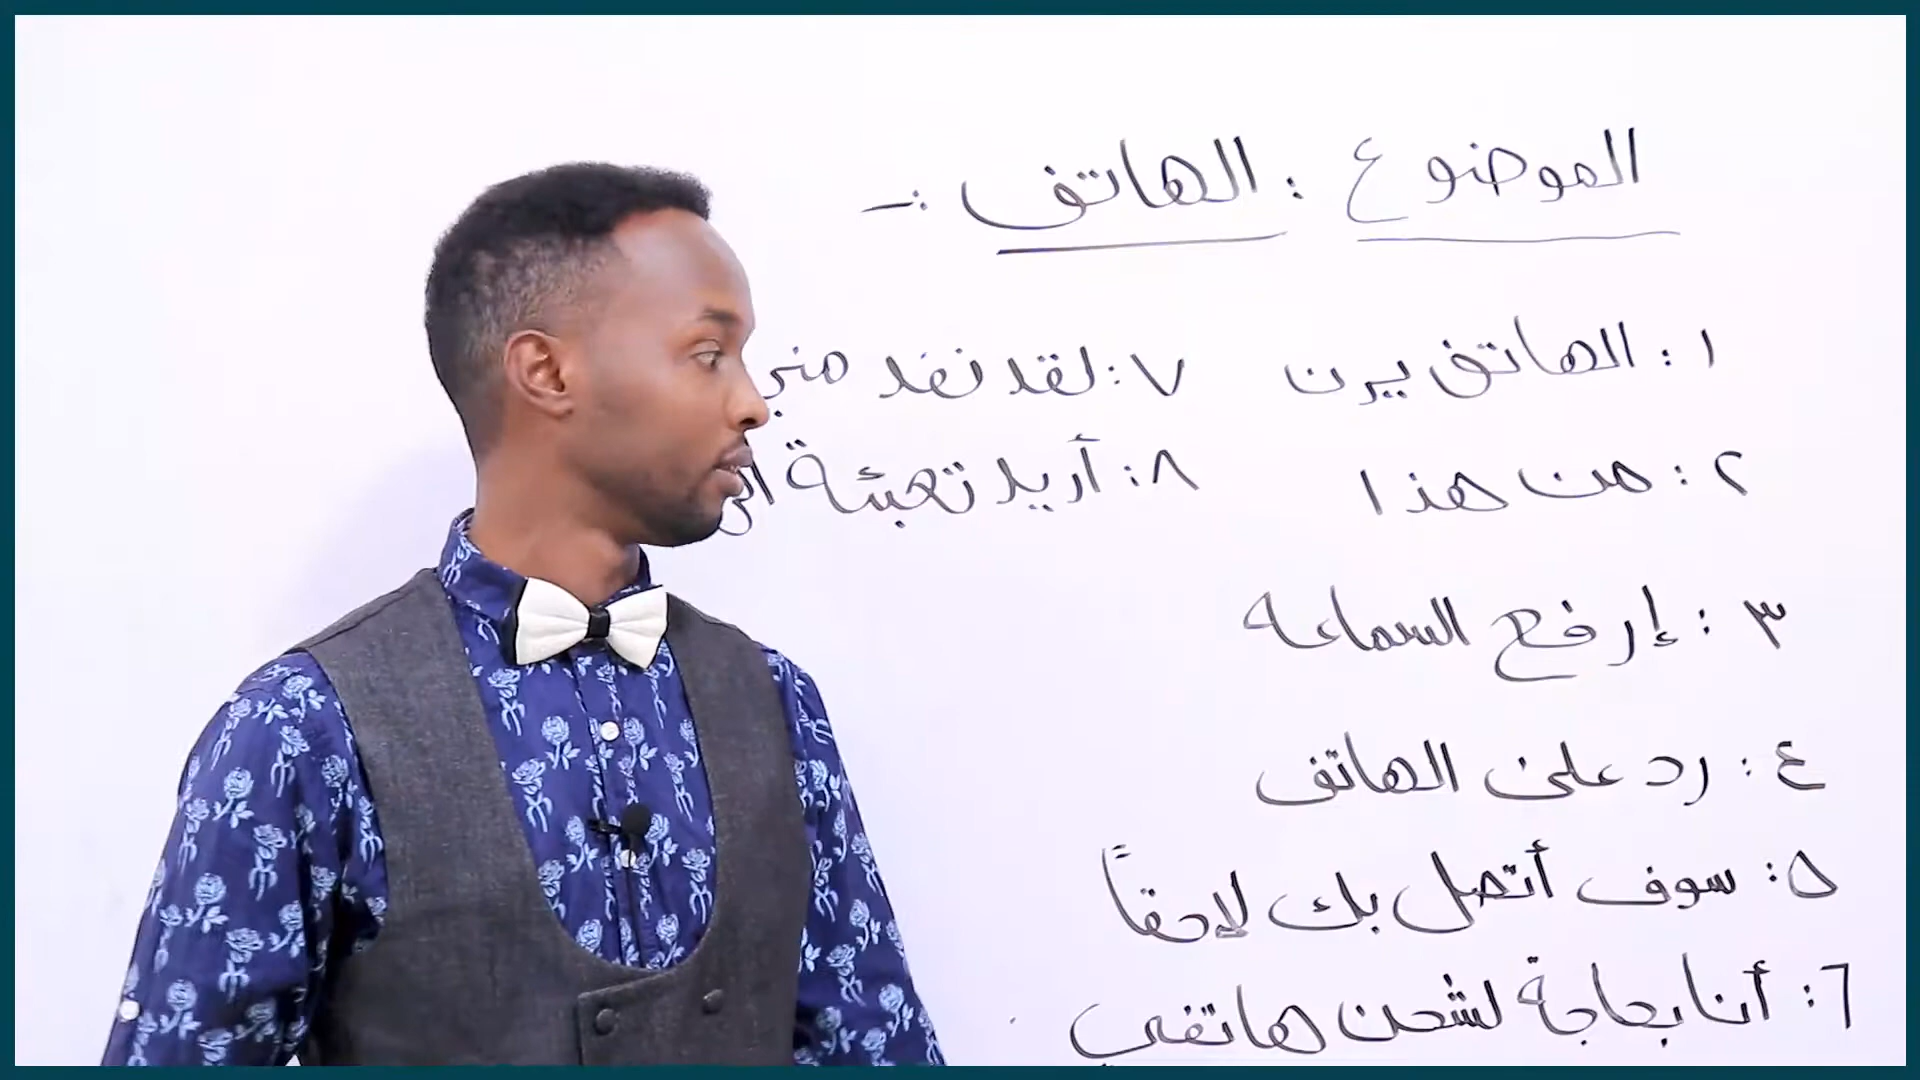 الموضوع : الهاتف :-
١ : الهاتف يرن
٢ : من هذا
٣ : إرفع السماعه
٤ : رد على الهاتف
٥ : سوف أتصل بك لاحقاً
٦ : أنا بحاجة لشحن هاتفي
٧ : لقد نفد مني
٨ : أريد تعبئة